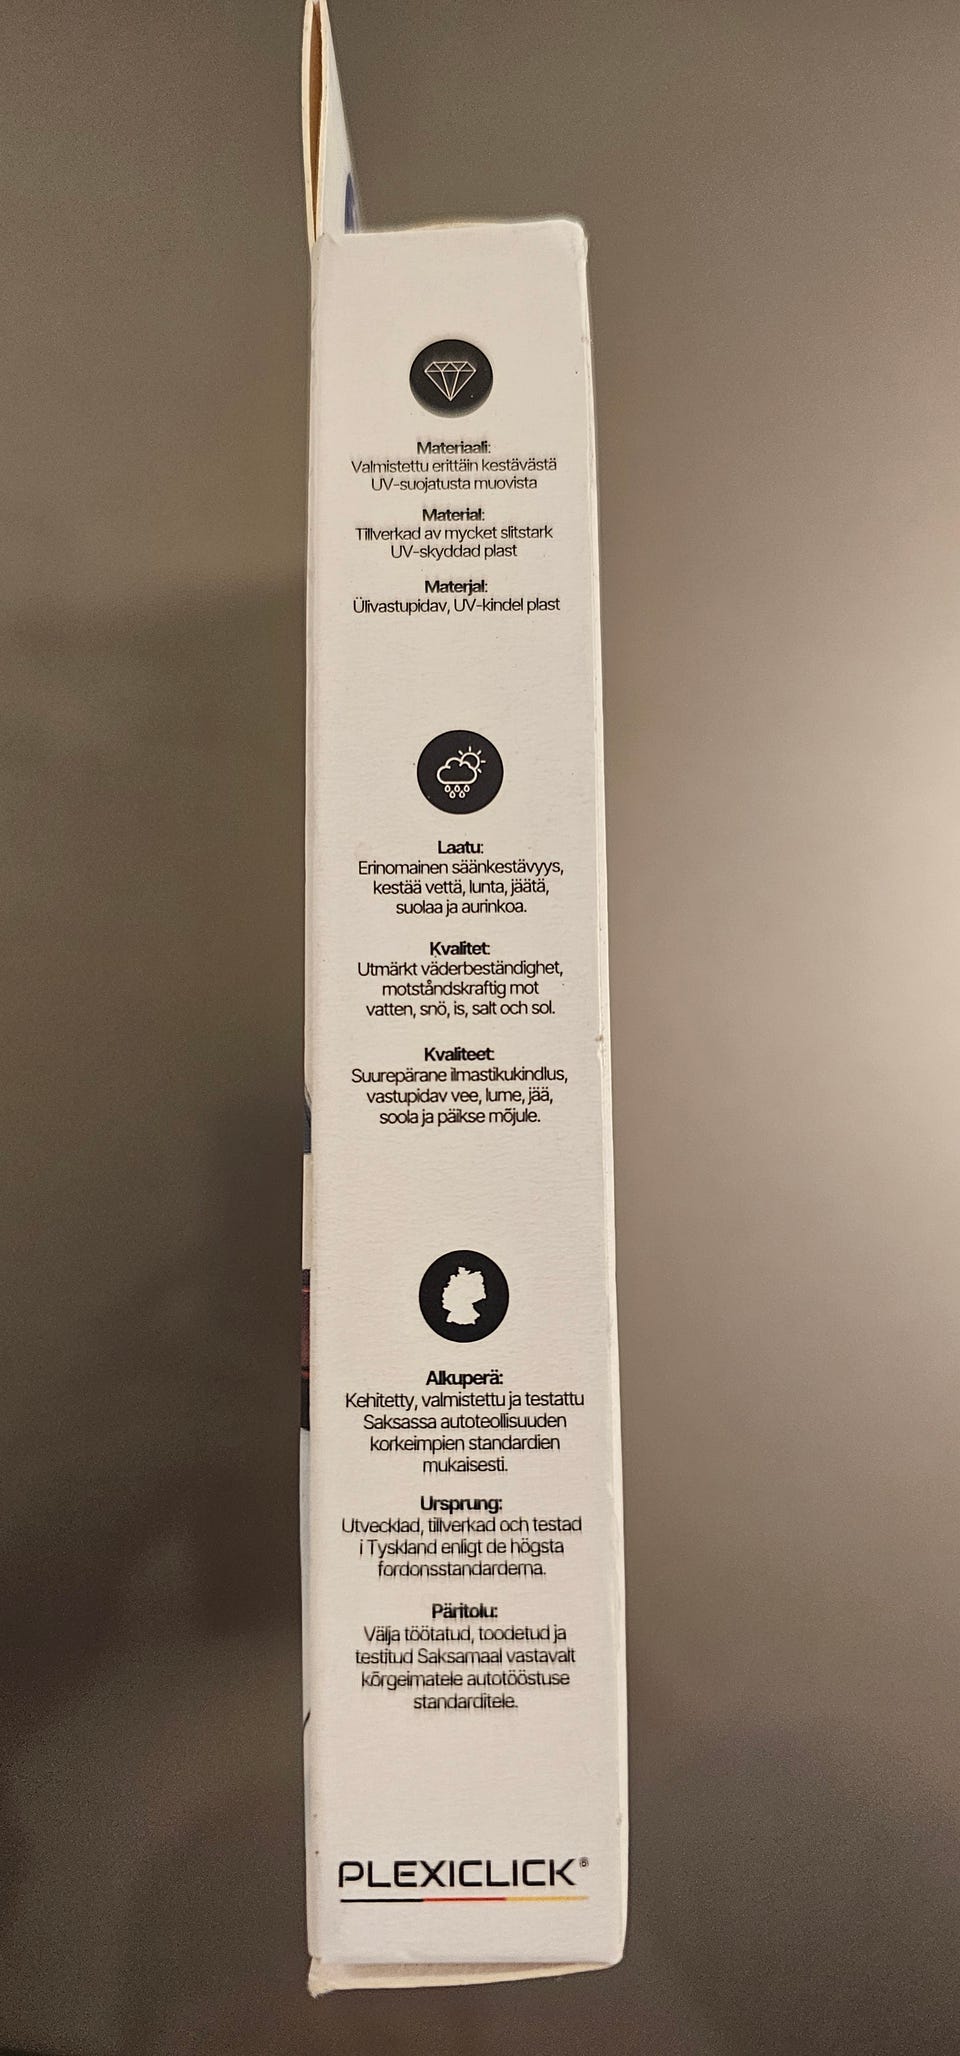 Materiaali:
Valmistettu erittäin kestävästä
UV-suojatusta muovista
Material:
Tillverkad av mycket slitstark
UV-skyddad plast
Materjal:
Ülivastupidav, UV-kindel plast
Laatu:
Erinomainen säänkestävyys,
kestää vettä, lunta, jäätä,
suolaa ja aurinkoa.
Kvalitet:
Utmärkt väderbeständighet,
motståndskraftig mot
vatten, snö, is, salt och sol.
Kvaliteet:
Suurepärane ilmastikukindlus,
vastupidav vee, lume, jää,
soola ja päikse mõjule.
Alkuperä:
Kehitetty, valmistettu ja testattu
Saksassa autoteollisuuden
korkeimpien standardien
mukaisesti.
Ursprung:
Utvecklad, tillverkad och testad
i Tyskland enligt de högsta
fordonsstandarderna.
Päritolu:
Välja töötatud, toodetud ja
testitud Saksamaal vastavalt
kõrgeimatele autotööstuse
standarditele.
PLEXICLICK®